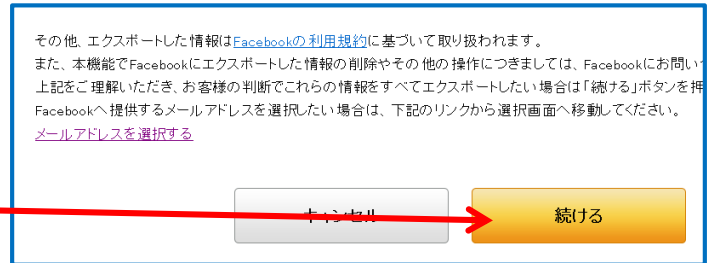 その他、エクスポートした情報はFacebookの利用規約に基づいて取り扱われます。
また、本機能でFacebookにエクスポートした情報の削除やその他の操作につきましては、Facebookにお問い
上記をご理解いただき、お客様の判断でこれらの情報をすべてエクスポートしたい場合は「続ける」ボタンを押
Facebookへ提供するメールアドレスを選択したい場合は、下記のリンクから選択画面へ移動してください。
メールアドレスを選択する
キャンセル 続ける